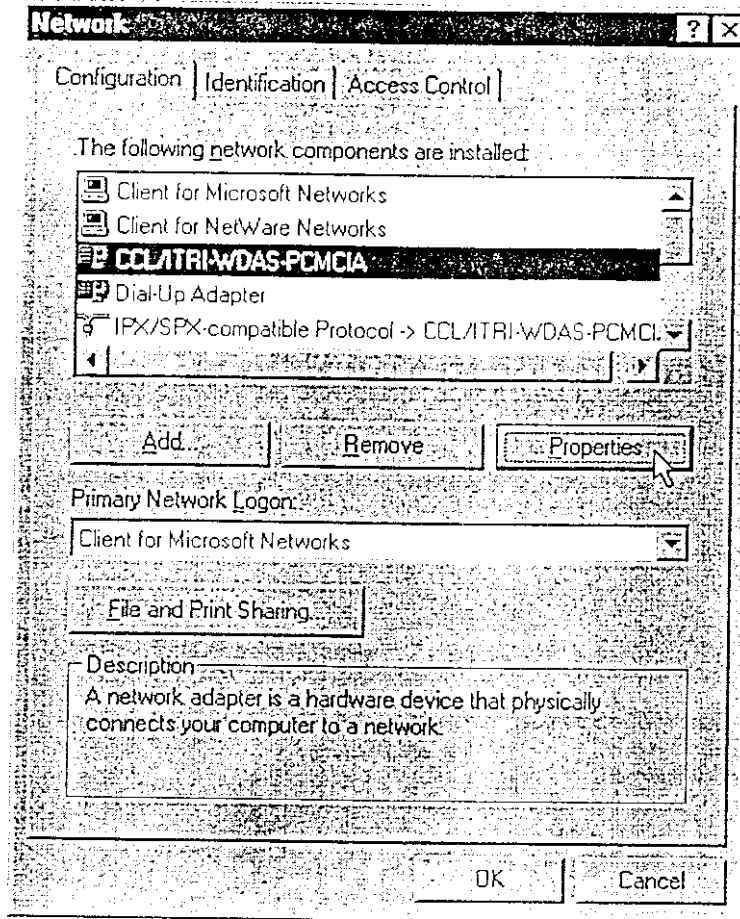 Network
Configuration Identification Access Control
The following network components are installed:
Client for Microsoft Networks
Client for NetWare Networks
CCL/ITRI-WDAS-PCMCIA
Dial-Up Adapter
IPX/SPX-compatible Protocol -> CCL/ITRI-WDAS-PCMCI
Add... Remove Properties
Primary Network Logon:
Client for Microsoft Networks
File and Print Sharing...
Description
A network adapter is a hardware device that physically
connects your computer to a network.
OK Cancel